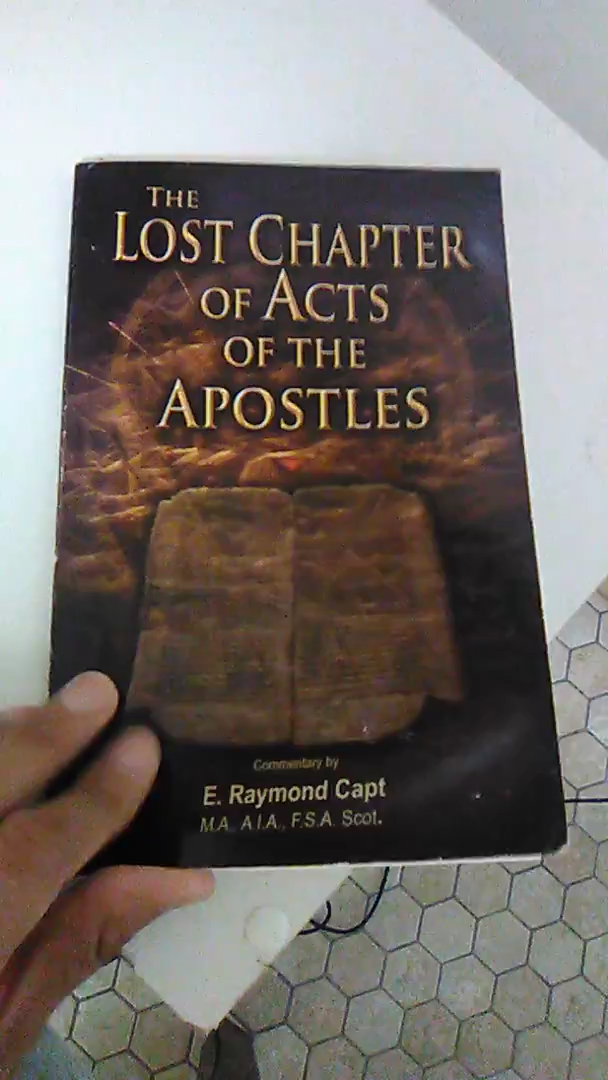 THE
LOST CHAPTER
OF ACTS
OF THE
APOSTLES
Commentary by
E. Raymond Capt
M.A., A.I.A., F.S.A. Scot.